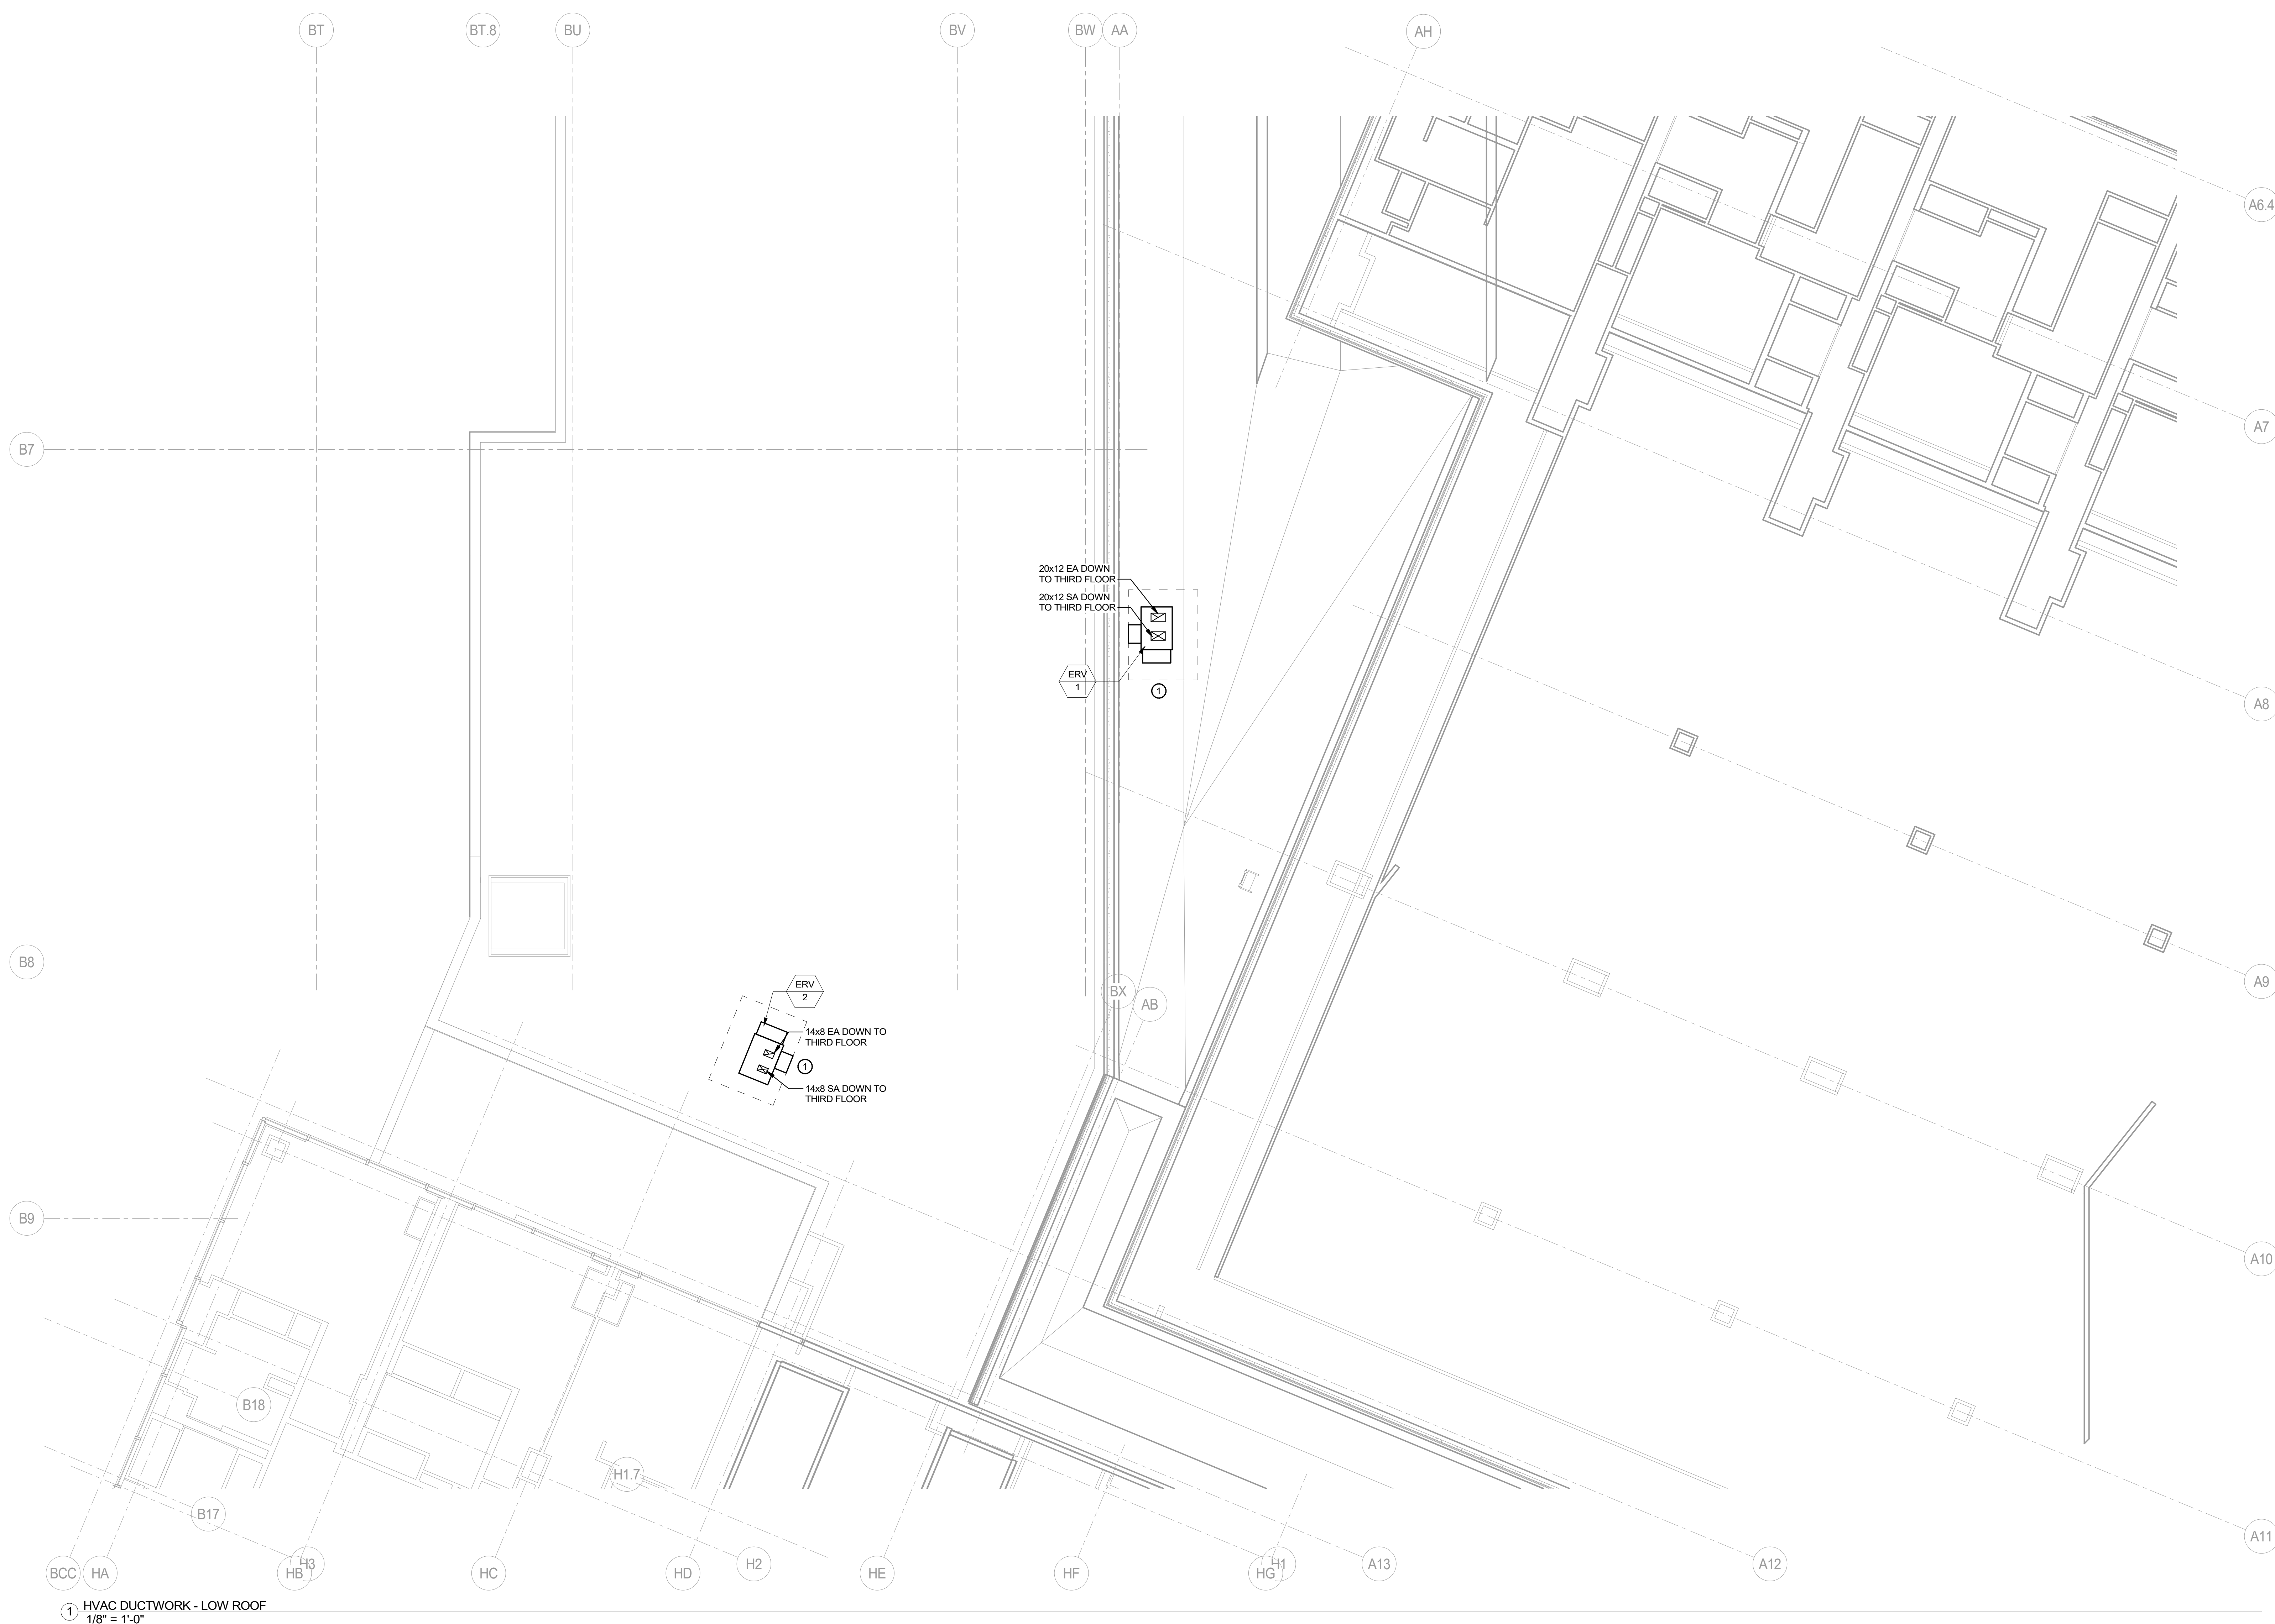 BT
BT.8
BU
BV
BW
AA
AH
A6.4
A7
B7
20x12 EA DOWN
TO THIRD FLOOR
20x12 SA DOWN
TO THIRD FLOOR
ERV
1
1
A8
B8
A9
ERV
2
BX
AB
14x8 EA DOWN TO
THIRD FLOOR
1
14x8 SA DOWN TO
THIRD FLOOR
B9
A10
B18
H1.7
B17
A11
BCC
HA
HB
H3
HC
HD
H2
HE
HF
HG
H1
A13
A12
1
HVAC DUCTWORK - LOW ROOF
1/8" = 1'-0"